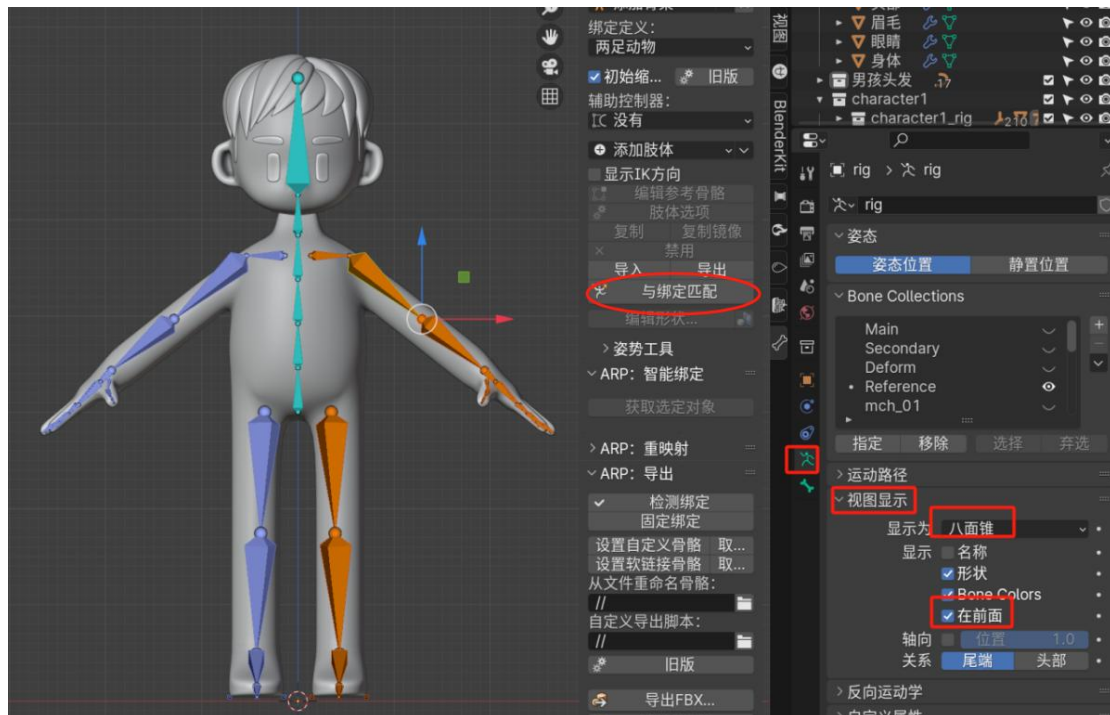 绑定定义：
两足动物
初始缩...
旧版
辅助控制器：
没有
添加肢体
显示IK方向
编辑参考骨骼
肢体选项
复制
复制镜像
禁用
导入
导出
与绑定匹配
编辑形状...
姿势工具
ARP：智能绑定
获取选定对象
ARP：重映射
ARP：导出
检测绑定
固定绑定
设置自定义骨骼
取...
设置软链接骨骼
取...
从文件重命名骨骼：
//
自定义导出脚本：
//
旧版
导出FBX...
视图
BlenderKit
眉毛
眼睛
身体
男孩头发
17
character1
character1_rig
rig
rig
rig
姿态
姿态位置
静置位置
Bone Collections
Main
Secondary
Deform
Reference
mch_01
指定
移除
选择
弃选
运动路径
视图显示
显示为
八面锥
显示
名称
形状
Bone Colors
在前面
轴向
位置
1.0
关系
尾端
头部
反向运动学